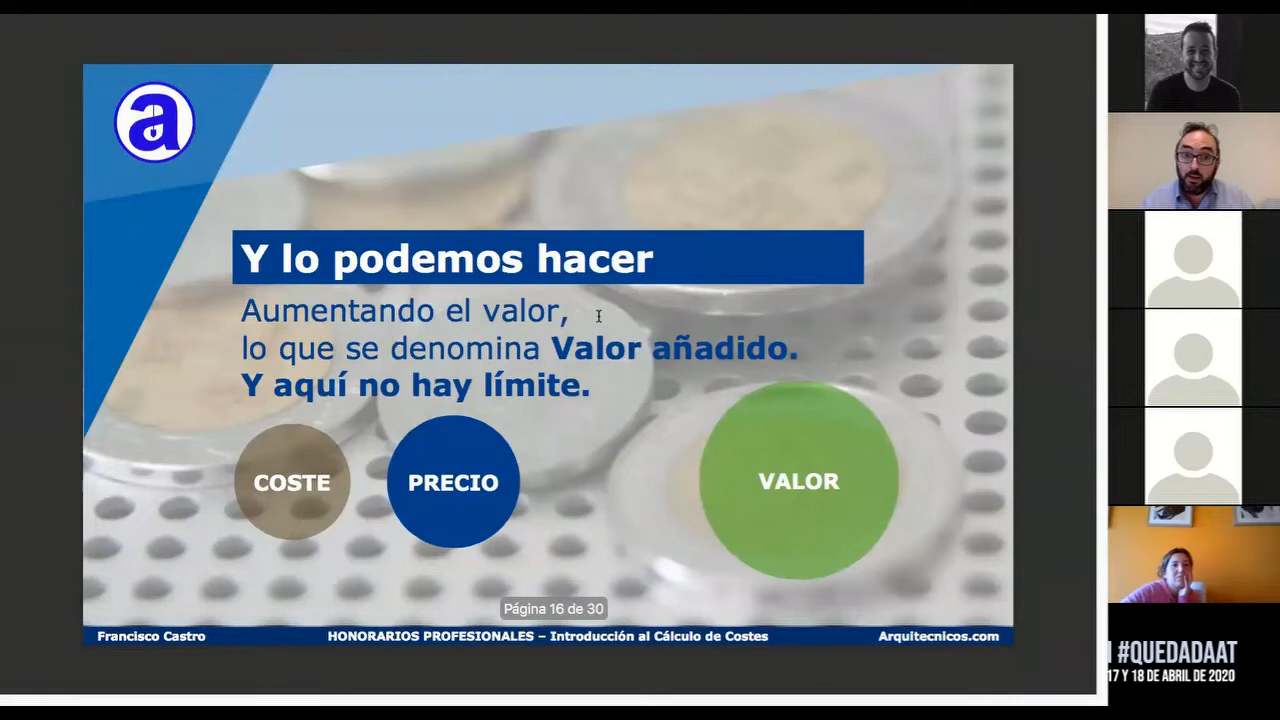 a
Y lo podemos hacer
Aumentando el valor,
lo que se denomina Valor añadido.
Y aquí no hay límite.
COSTE
PRECIO
VALOR
Página 16 de 30
Francisco Castro
HONORARIOS PROFESIONALES – Introducción al Cálculo de Costes
Arquitecnicos.com
#QUEDADAAT
17 Y 18 DE ABRIL DE 2020